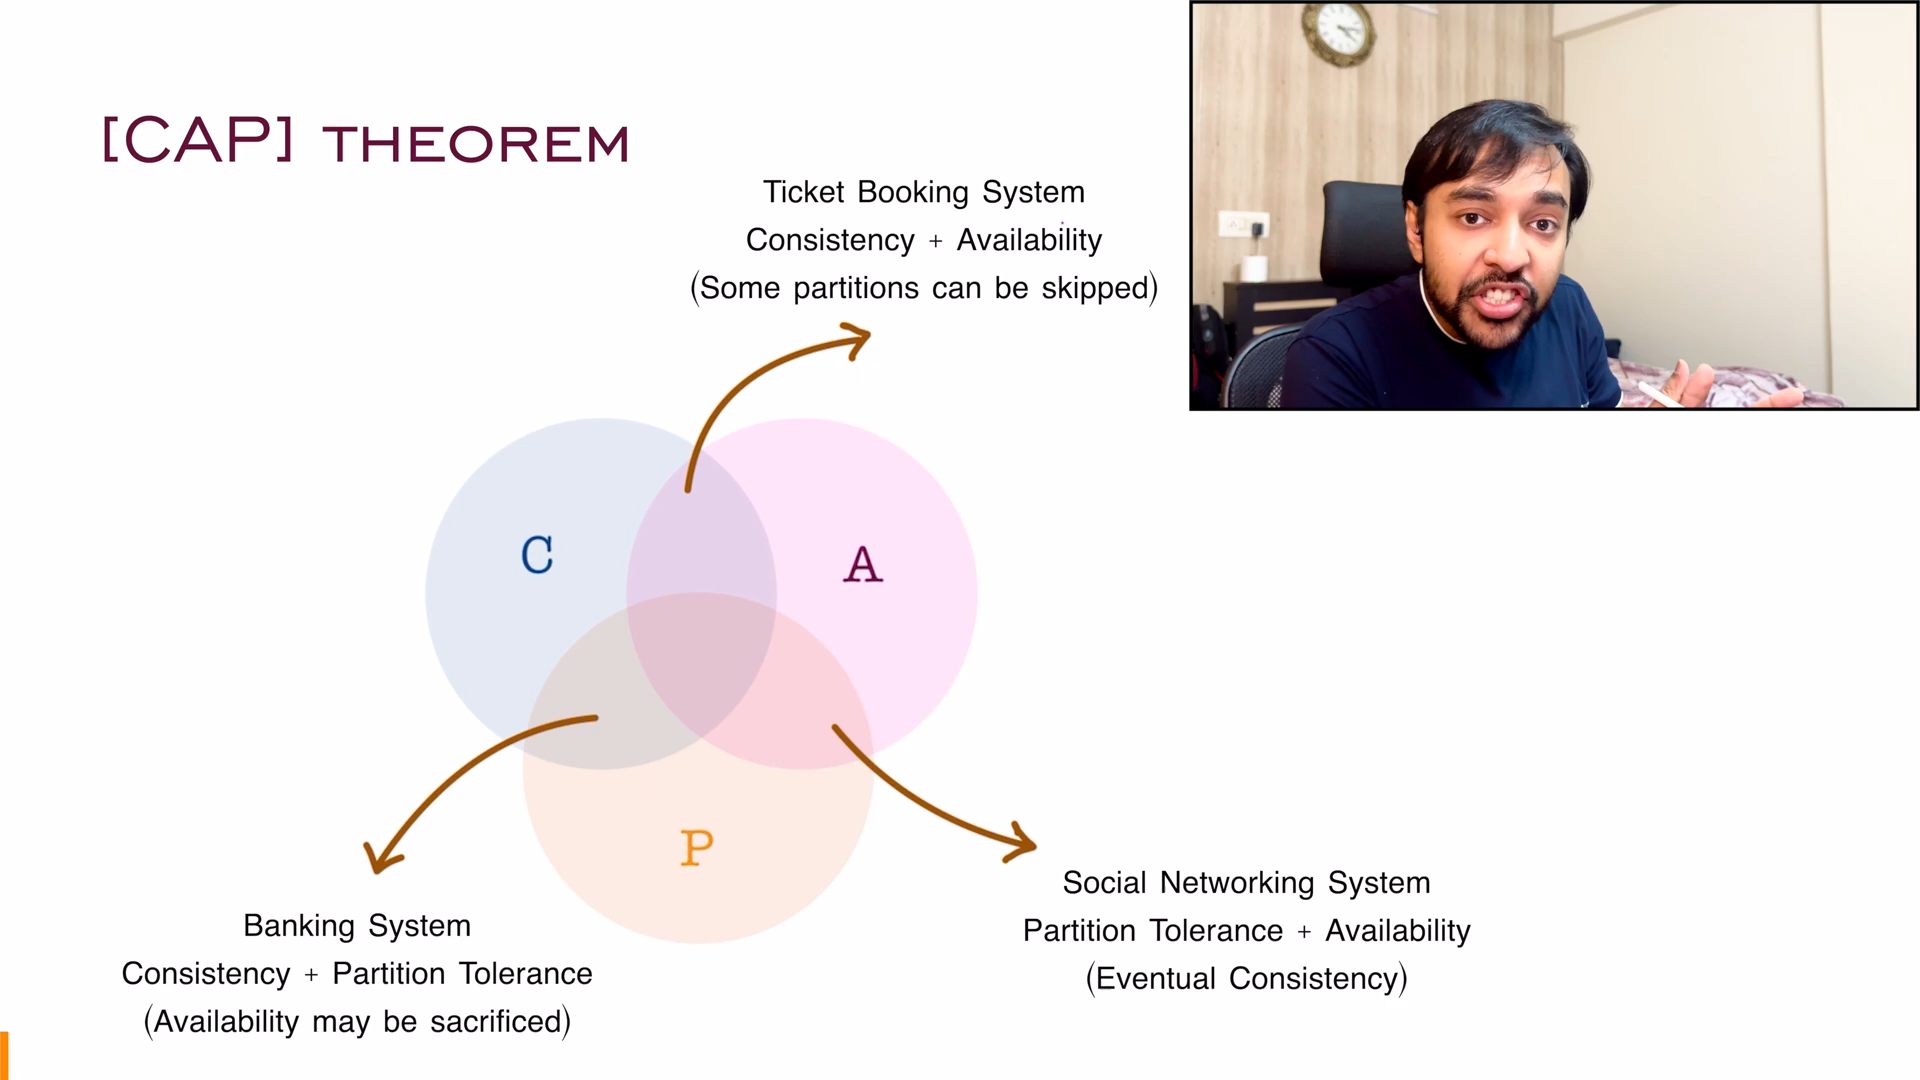 [CAP] THEOREM
Ticket Booking System
Consistency + Availability
(Some partitions can be skipped)
C
A
P
Banking System
Consistency + Partition Tolerance
(Availability may be sacrificed)
Social Networking System
Partition Tolerance + Availability
(Eventual Consistency)